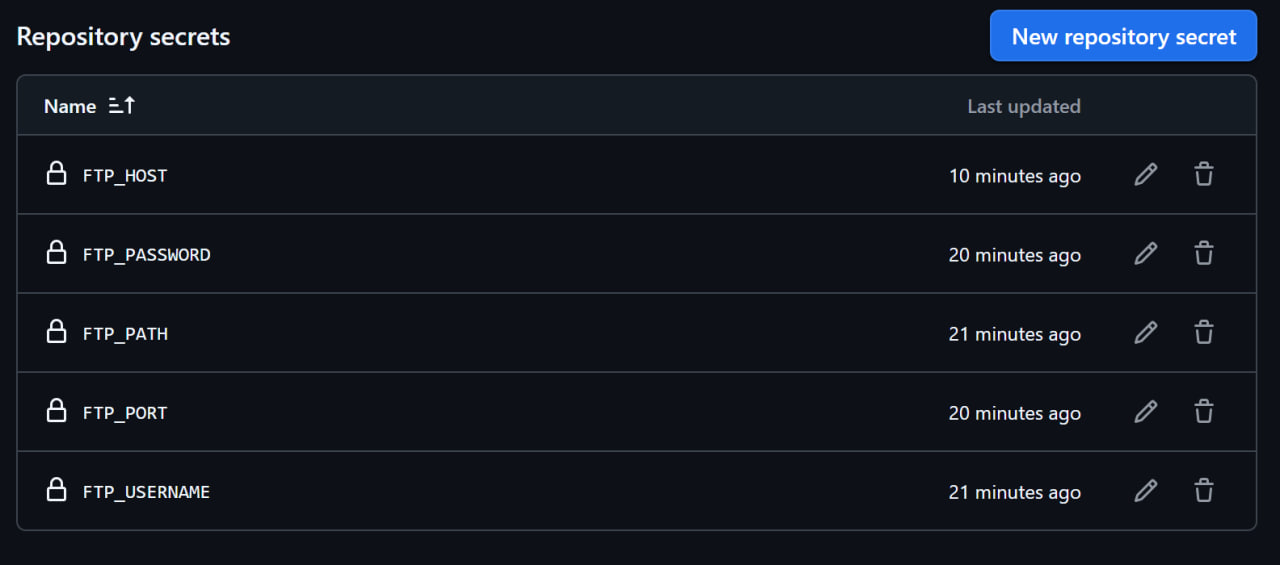 Repository secrets
New repository secret
Name
Last updated
FTP_HOST
10 minutes ago
FTP_PASSWORD
20 minutes ago
FTP_PATH
21 minutes ago
FTP_PORT
20 minutes ago
FTP_USERNAME
21 minutes ago